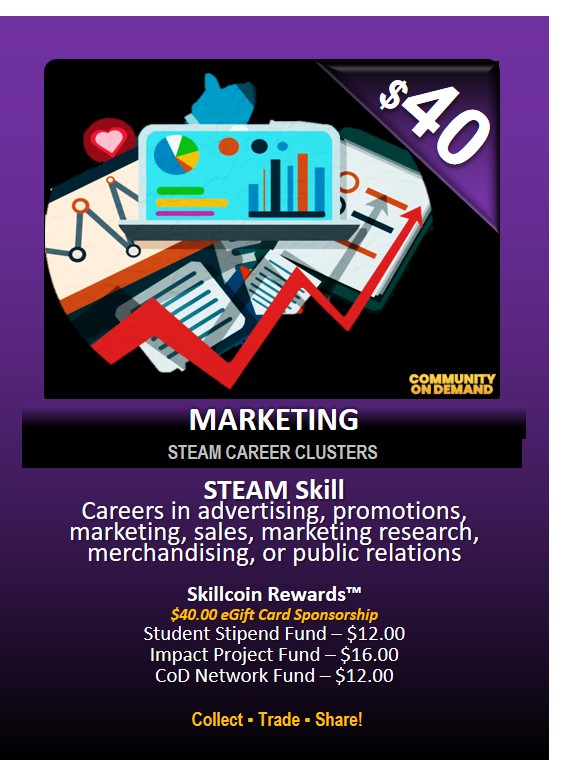 $40
COMMUNITY
ON DEMAND
MARKETING
STEAM CAREER CLUSTERS
STEAM Skill
Careers in advertising, promotions,
marketing, sales, marketing research,
merchandising, or public relations
Skillcoin Rewards™
$40.00 eGift Card Sponsorship
Student Stipend Fund – $12.00
Impact Project Fund – $16.00
CoD Network Fund – $12.00
Collect ▪ Trade ▪ Share!